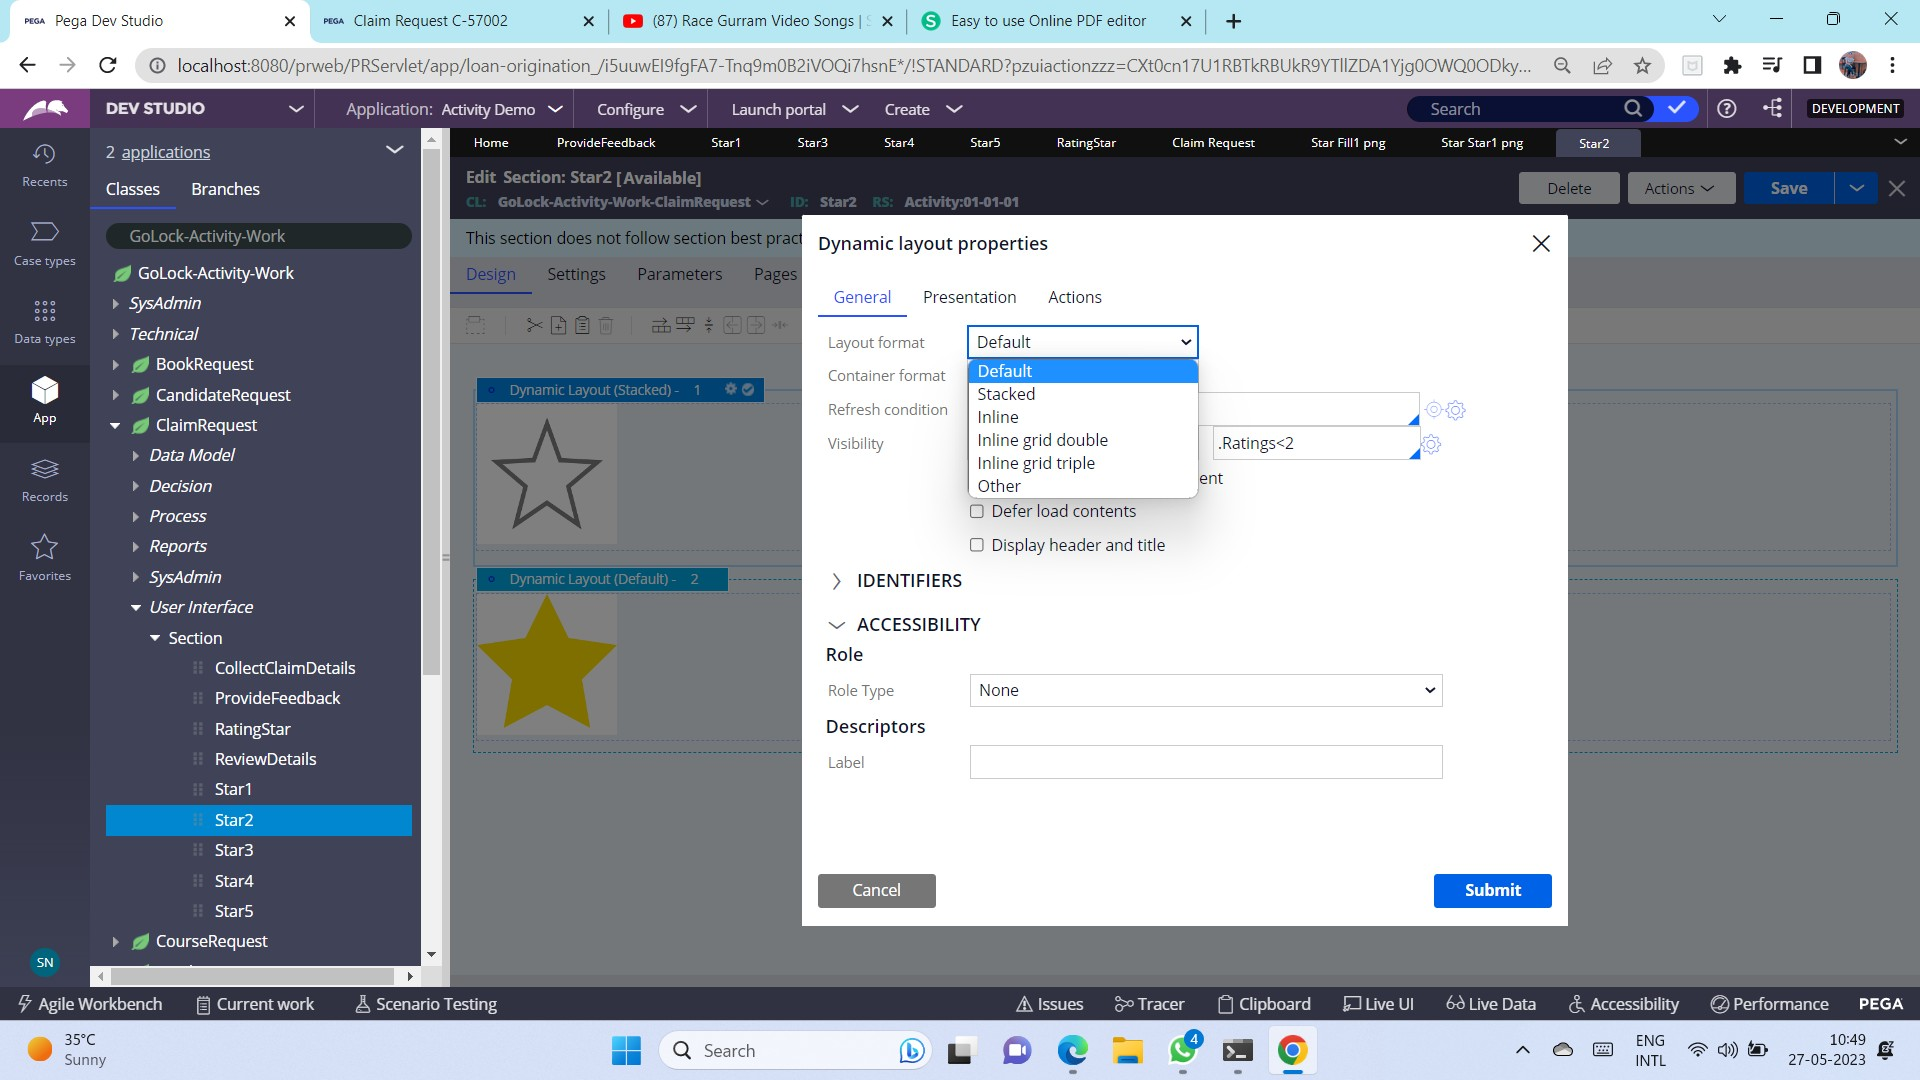 PEGA Pega Dev Studio
PEGA Claim Request C-57002
(87) Race Gurram Video Songs |
S Easy to use Online PDF editor
localhost:8080/prweb/PRServlet/app/loan-origination_/i5uuwEI9fgFA7-Tnq9m0B2iVOQi7hsnE*/!STANDARD?pzuiactionzzz=CXt0cn17U1RBTkRBUkR9YTllZDA1Yjg0OWQ0ODky...
DEV STUDIO
Application: Activity Demo
Configure
Launch portal
Create
Search
DEVELOPMENT
Recents
Case types
Data types
App
Records
Favorites
SN
2 applications
Classes
Branches
GoLock-Activity-Work
GoLock-Activity-Work
SysAdmin
Technical
BookRequest
CandidateRequest
ClaimRequest
Data Model
Decision
Process
Reports
SysAdmin
User Interface
Section
CollectClaimDetails
ProvideFeedback
RatingStar
ReviewDetails
Star1
Star2
Star3
Star4
Star5
CourseRequest
Home
ProvideFeedback
Star1
Star3
Star4
Star5
RatingStar
Claim Request
Star Fill1 png
Star Star1 png
Star2
Edit Section: Star2 [Available]
CL: GoLock-Activity-Work-ClaimRequest ID: Star2 RS: Activity:01-01-01
Delete
Actions
Save
This section does not follow section best pract
Design
Settings
Parameters
Pages
Dynamic Layout (Stacked) - 1
Dynamic Layout (Default) - 2
Dynamic layout properties
General
Presentation
Actions
Layout format
Default
Default
Stacked
Inline
Inline grid double
Inline grid triple
Other
Container format
Refresh condition
Visibility
.Ratings<2
ent
Defer load contents
Display header and title
IDENTIFIERS
ACCESSIBILITY
Role
Role Type
None
Descriptors
Label
Cancel
Submit
Agile Workbench
Current work
Scenario Testing
Issues
Tracer
Clipboard
Live UI
Live Data
Accessibility
Performance
PEGA
35°C
Sunny
Search
4
ENG
INTL
10:49
27-05-2023